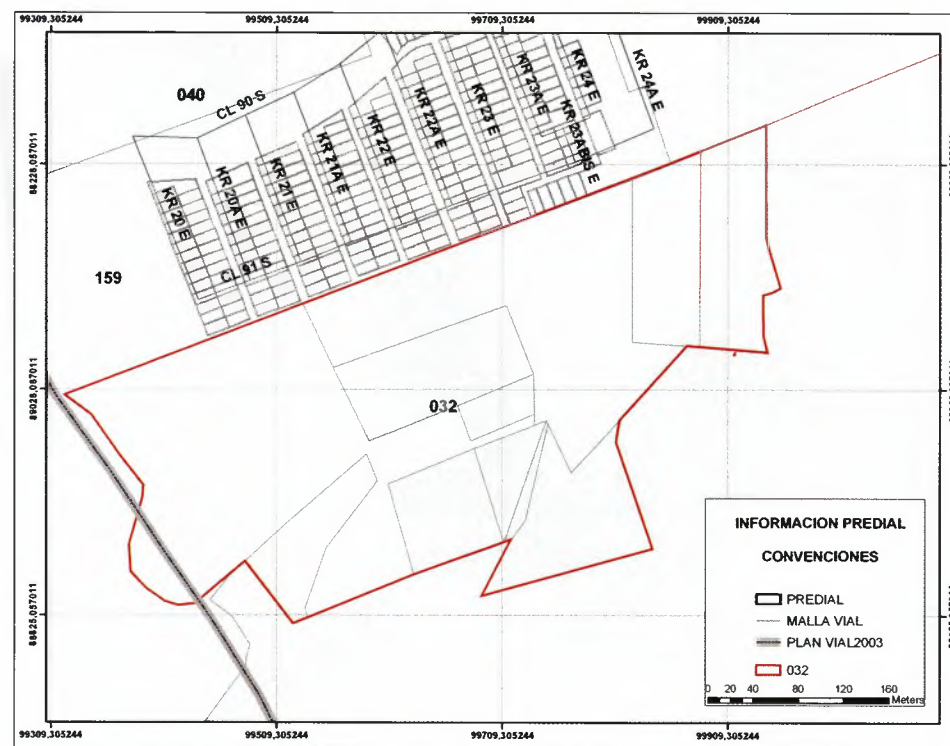 99309,305244 99509,305244 99709,305244 99909,305244
040
CL 90 S
159
CL 91 S
KR 20 E
KR 20A E
KR 21 E
KR 21A E
KR 22 E
KR 22A E
KR 23 E
KR 23A E
KR 24 E
KR 23ABIS E
KR 24A E
032
INFORMACION PREDIAL
CONVENCIONES
PREDIAL
MALLA VIAL
PLAN VIAL2003
032
0 20 40 80 120 160
Meters
99309,305244 99509,305244 99709,305244 99909,305244